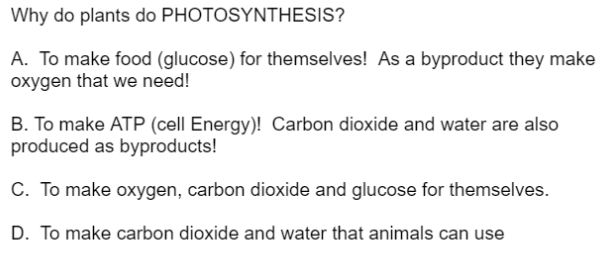 Why do plants do PHOTOSYNTHESIS?
A. To make food (glucose) for themselves! As a byproduct they make
oxygen that we need!
B. To make ATP (cell Energy)! Carbon dioxide and water are also
produced as byproducts!
C. To make oxygen, carbon dioxide and glucose for themselves.
D. To make carbon dioxide and water that animals can use